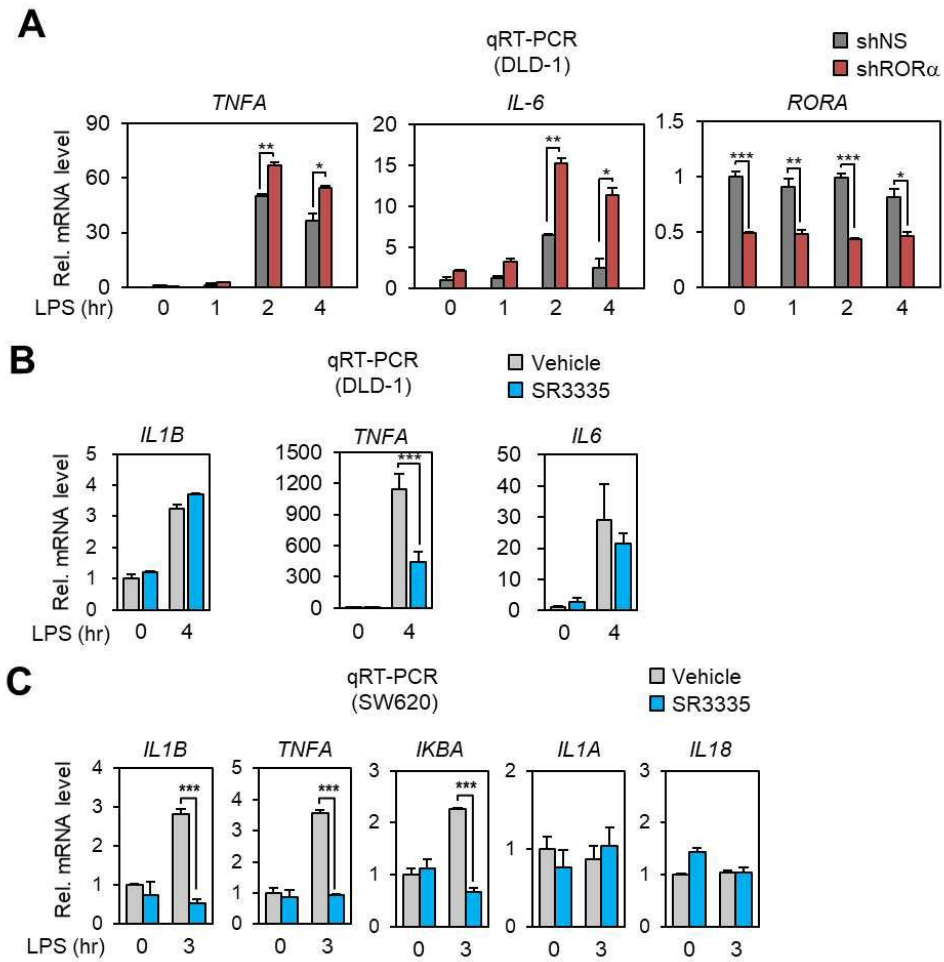 A
qRT-PCR
(DLD-1)
shNS
shRORα
TNFA
IL-6
RORA
Rel. mRNA level
90
60
30
0
**
*
20
15
10
5
0
**
*
1.5
1
0.5
0
***
**
***
*
LPS (hr)
0 1 2 4
0 1 2 4
0 1 2 4
B
qRT-PCR
(DLD-1)
Vehicle
SR3335
IL1B
TNFA
IL6
Rel. mRNA level
5
4
3
2
1
0
1500
1200
900
600
300
0
***
50
40
30
20
10
0
LPS (hr)
0 4
0 4
0 4
C
qRT-PCR
(SW620)
Vehicle
SR3335
IL1B
TNFA
IKBA
IL1A
IL18
Rel. mRNA level
4
3
2
1
0
***
5
4
3
2
1
0
***
3
2
1
0
***
2
1
0
3
2
1
0
LPS (hr)
0 3
0 3
0 3
0 3
0 3